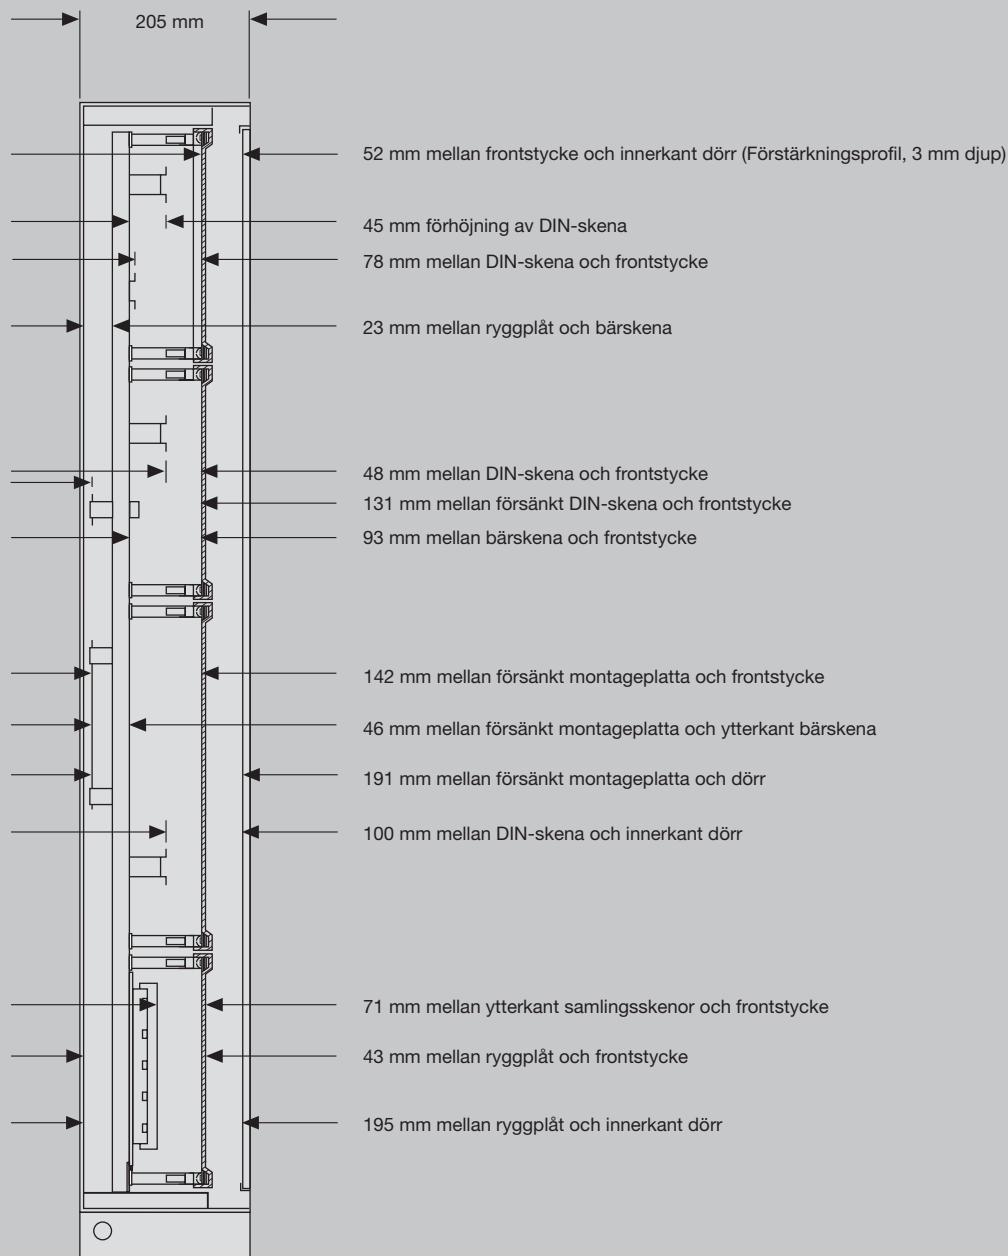 205 mm
52 mm mellan frontstycke och innerkant dörr (Förstärkningsprofil, 3 mm djup)
45 mm förhöjning av DIN-skena
78 mm mellan DIN-skena och frontstycke
23 mm mellan ryggplåt och bärskena
48 mm mellan DIN-skena och frontstycke
131 mm mellan försänkt DIN-skena och frontstycke
93 mm mellan bärskena och frontstycke
142 mm mellan försänkt montageplatta och frontstycke
46 mm mellan försänkt montageplatta och ytterkant bärskena
191 mm mellan försänkt montageplatta och dörr
100 mm mellan DIN-skena och innerkant dörr
71 mm mellan ytterkant samlingsskenor och frontstycke
43 mm mellan ryggplåt och frontstycke
195 mm mellan ryggplåt och innerkant dörr